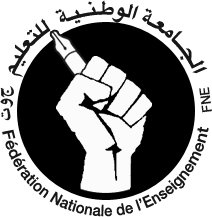 الجامعة الوطنية للتعليم
ج و ت
Fédération Nationale de l'Enseignement
FNE